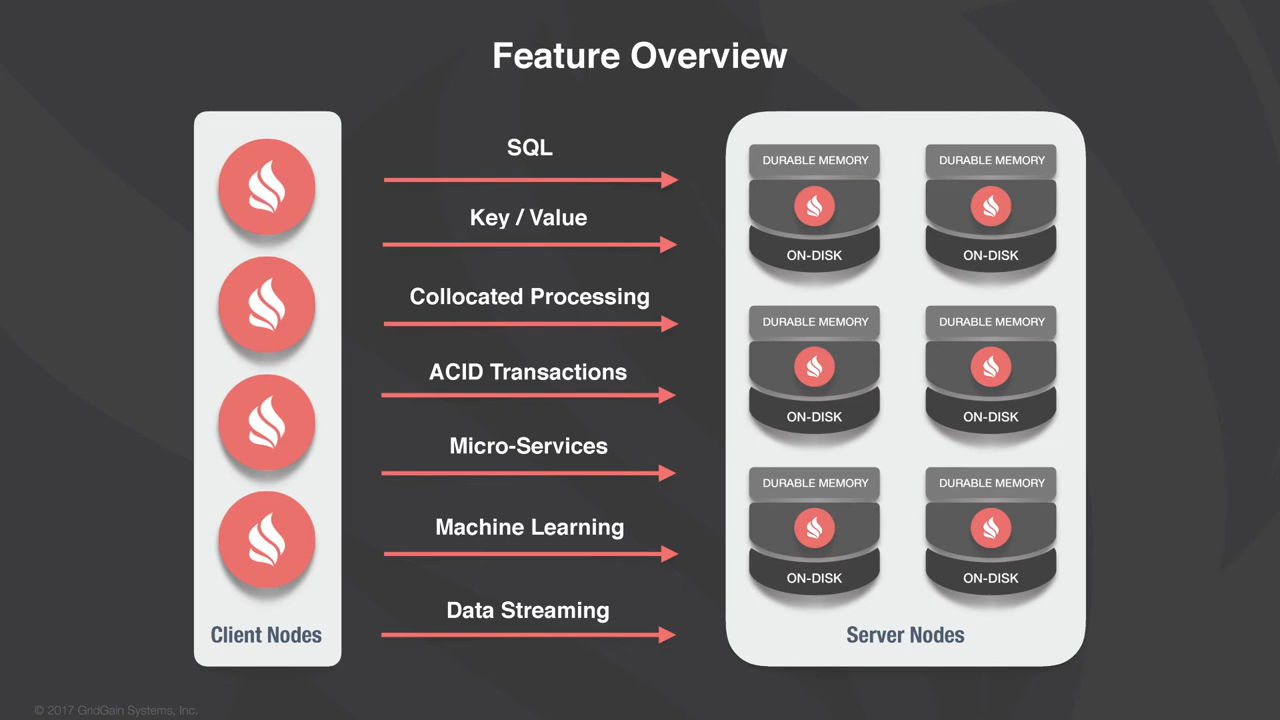 Feature Overview
SQL
Key / Value
Collocated Processing
ACID Transactions
Micro-Services
Machine Learning
Data Streaming
Client Nodes
DURABLE MEMORY
ON-DISK
DURABLE MEMORY
ON-DISK
DURABLE MEMORY
ON-DISK
DURABLE MEMORY
ON-DISK
DURABLE MEMORY
ON-DISK
DURABLE MEMORY
ON-DISK
Server Nodes
© 2017 GridGain Systems, Inc.